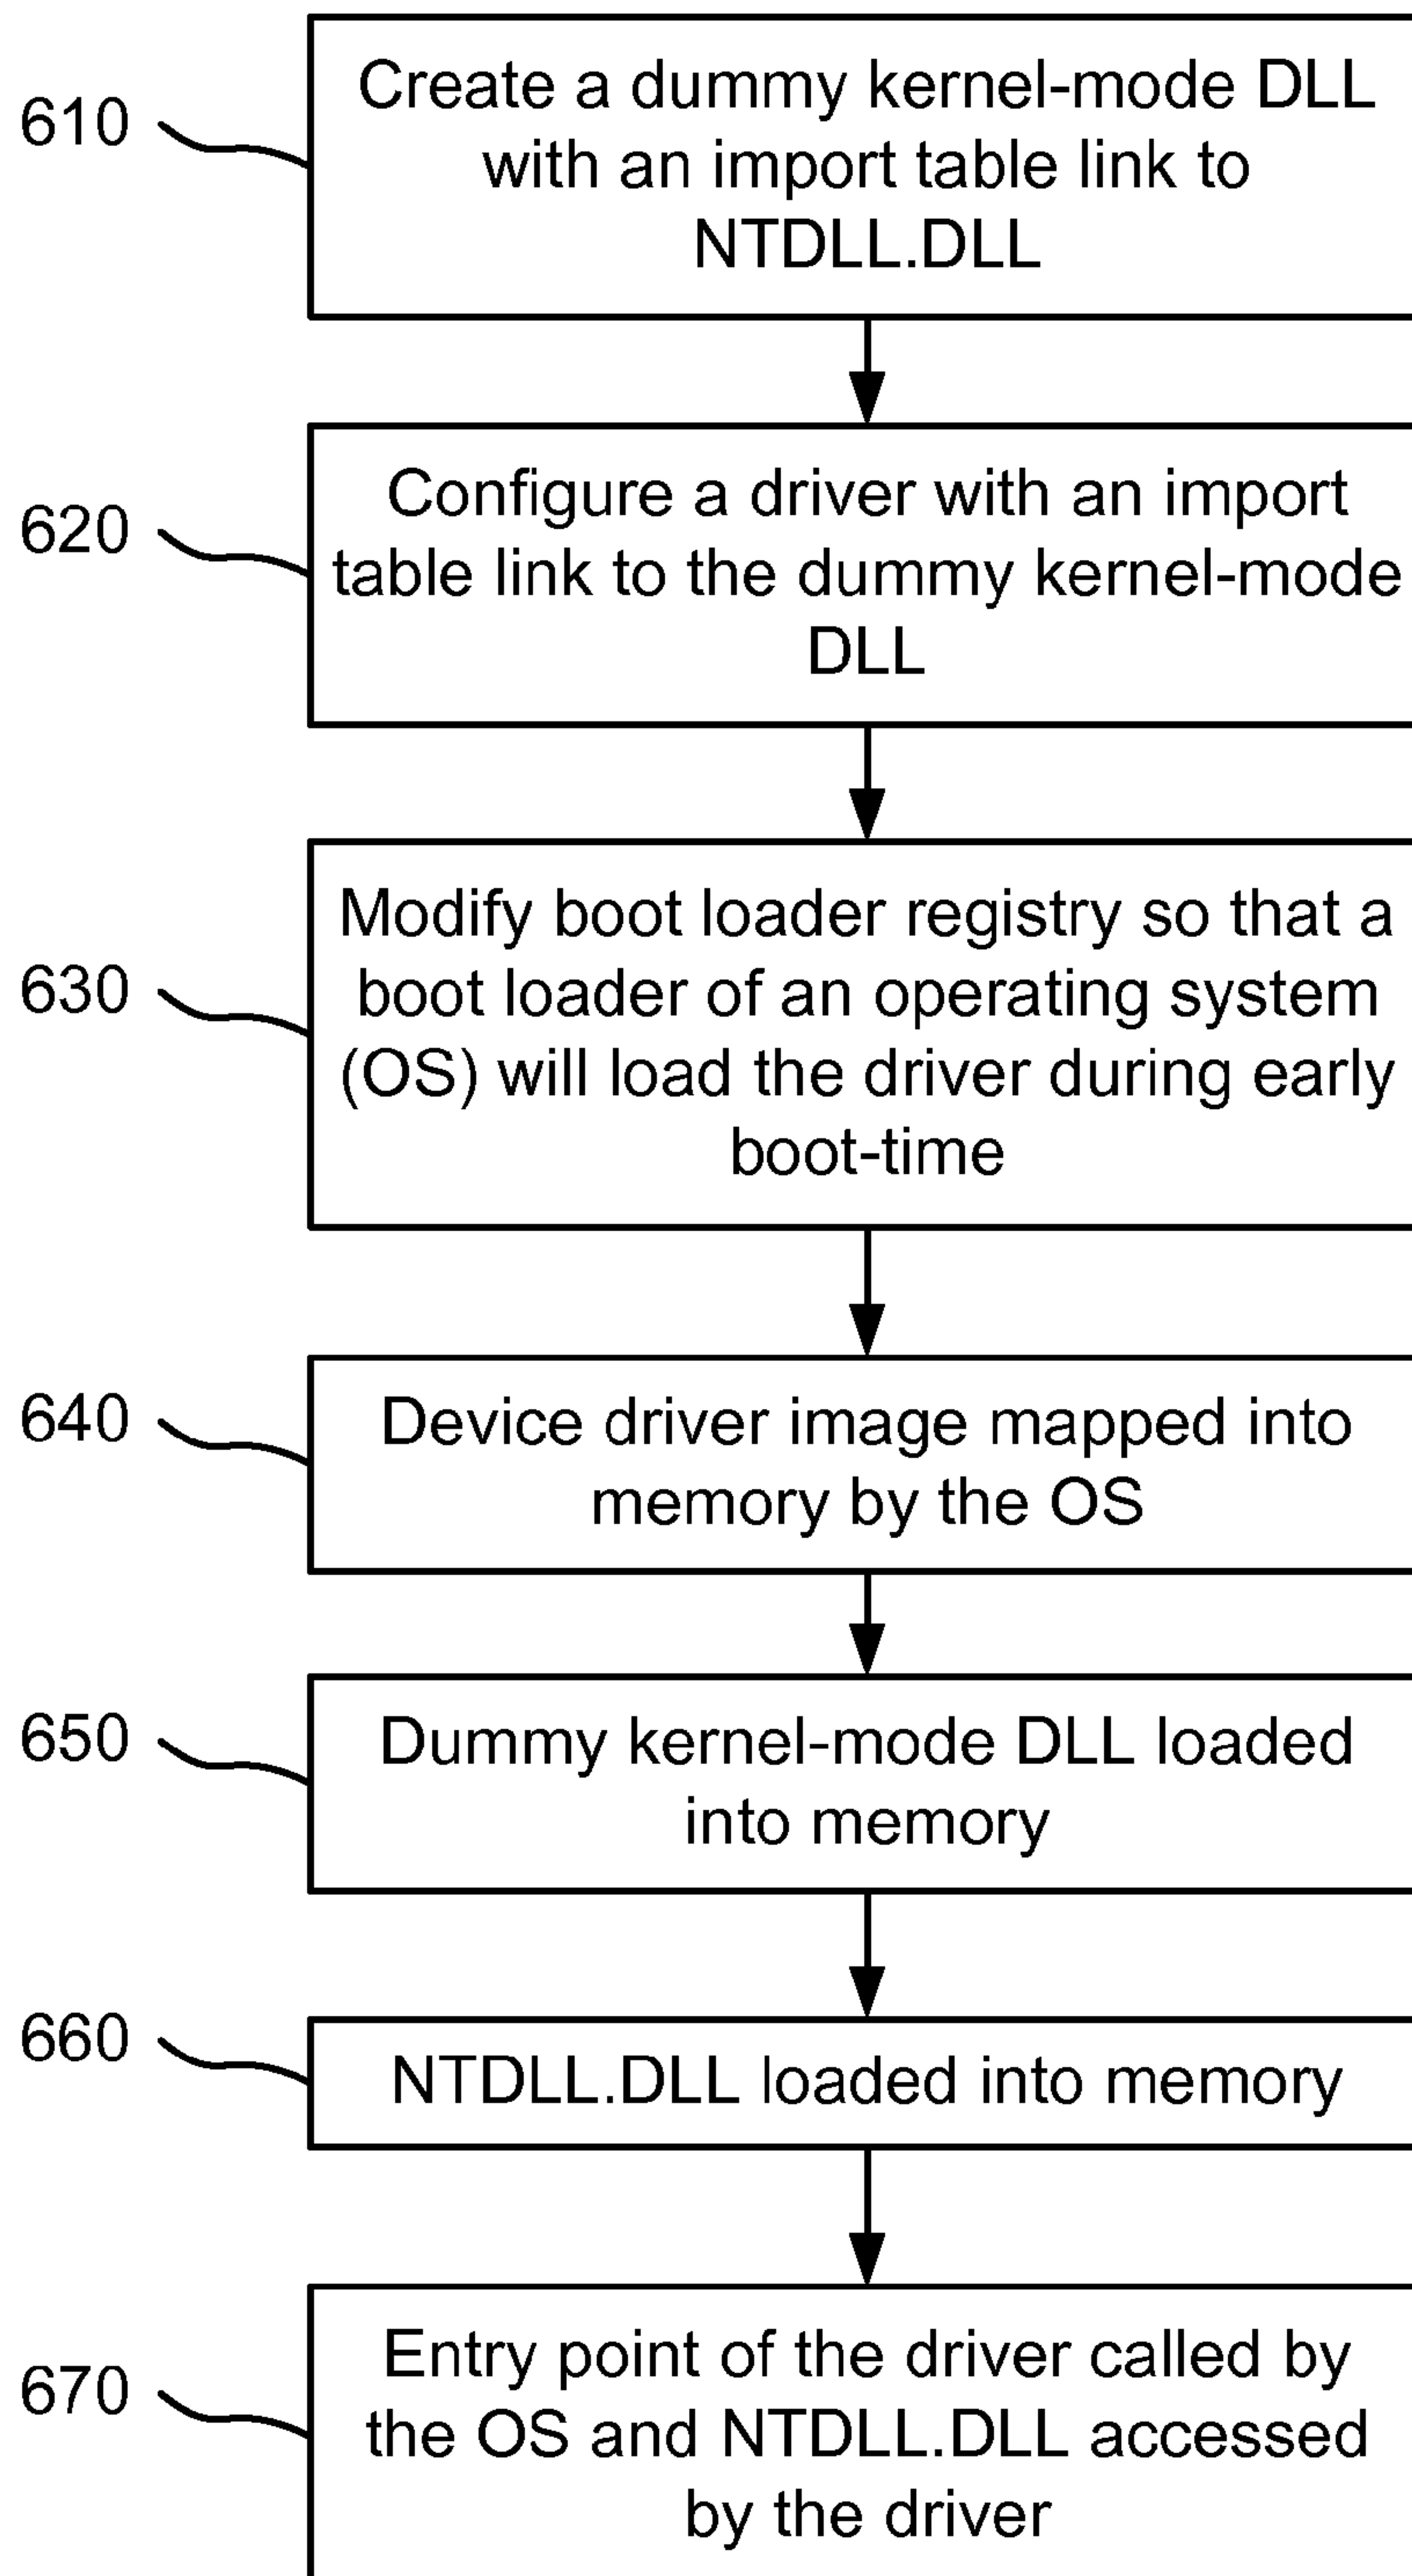 610
Create a dummy kernel-mode DLL
with an import table link to
NTDLL.DLL
620
Configure a driver with an import
table link to the dummy kernel-mode
DLL
630
Modify boot loader registry so that a
boot loader of an operating system
(OS) will load the driver during early
boot-time
640
Device driver image mapped into
memory by the OS
650
Dummy kernel-mode DLL loaded
into memory
660
NTDLL.DLL loaded into memory
670
Entry point of the driver called by
the OS and NTDLL.DLL accessed
by the driver